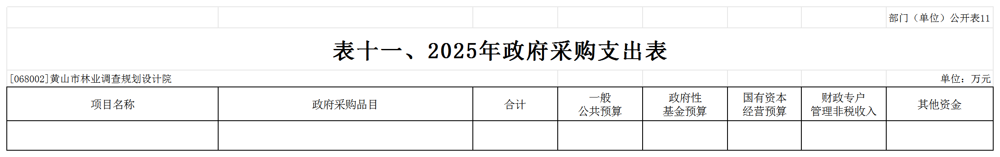 部门（单位）公开表11
表十一、2025年政府采购支出表
[068002]黄山市林业调查规划设计院
单位：万元
项目名称
政府采购品目
合计
一般
公共预算
政府性
基金预算
国有资本
经营预算
财政专户
管理非税收入
其他资金